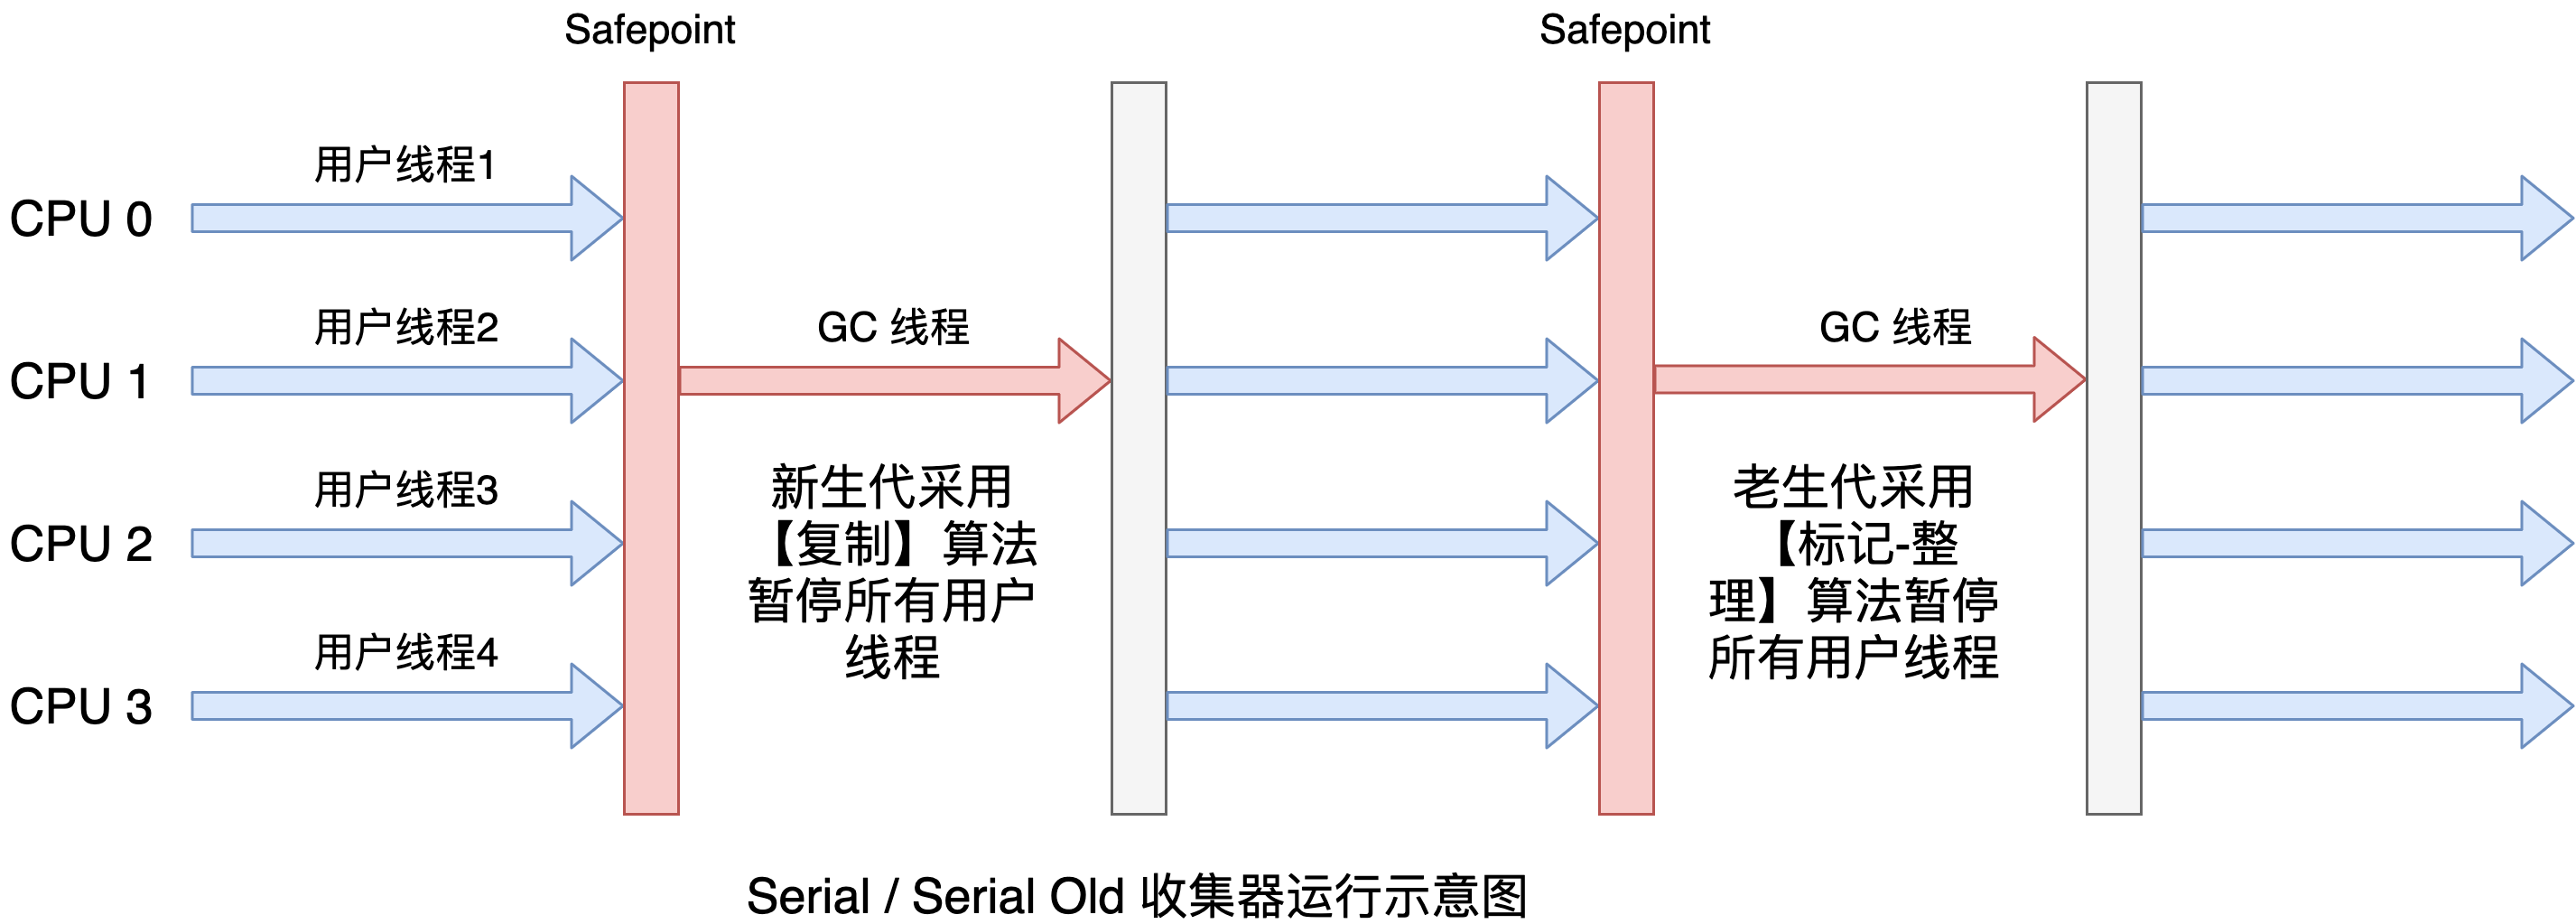 Safepoint
Safepoint
用户线程1
CPU 0
用户线程2
GC 线程
GC 线程
CPU 1
用户线程3
CPU 2
用户线程4
CPU 3
新生代采用
【复制】算法
暂停所有用户
线程
老生代采用
【标记-整
理】算法暂停
所有用户线程
Serial / Serial Old 收集器运行示意图